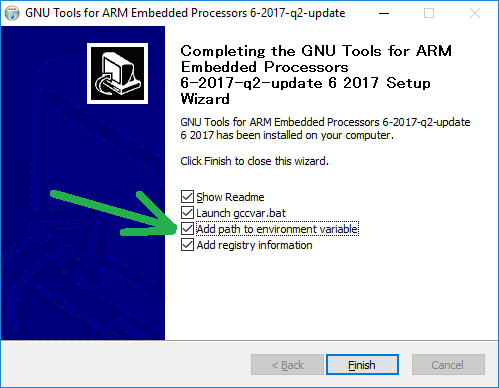 GNU Tools for ARM Embedded Processors 6-2017-q2-update
Completing the GNU Tools for ARM
Embedded Processors
6-2017-q2-update 6 2017 Setup
Wizard
GNU Tools for ARM Embedded Processors 6-2017-q2-update
6 2017 has been installed on your computer.
Click Finish to close this wizard.
Show Readme
Launch gccvar.bat
Add path to environment variable
Add registry information
< Back
Finish
Cancel